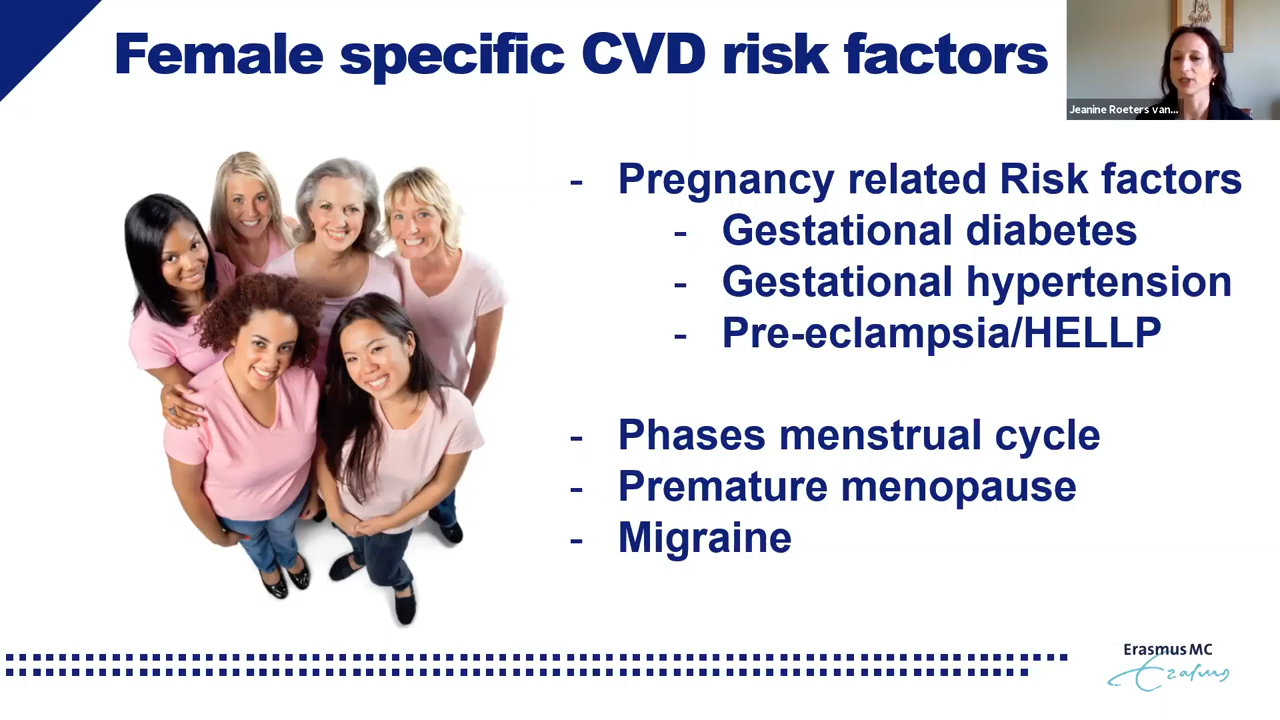 Female specific CVD risk factors
Jeanine Roeters van...
- Pregnancy related Risk factors
- Gestational diabetes
- Gestational hypertension
- Pre-eclampsia/HELLP
- Phases menstrual cycle
- Premature menopause
- Migraine
Erasmus MC
Erasmus